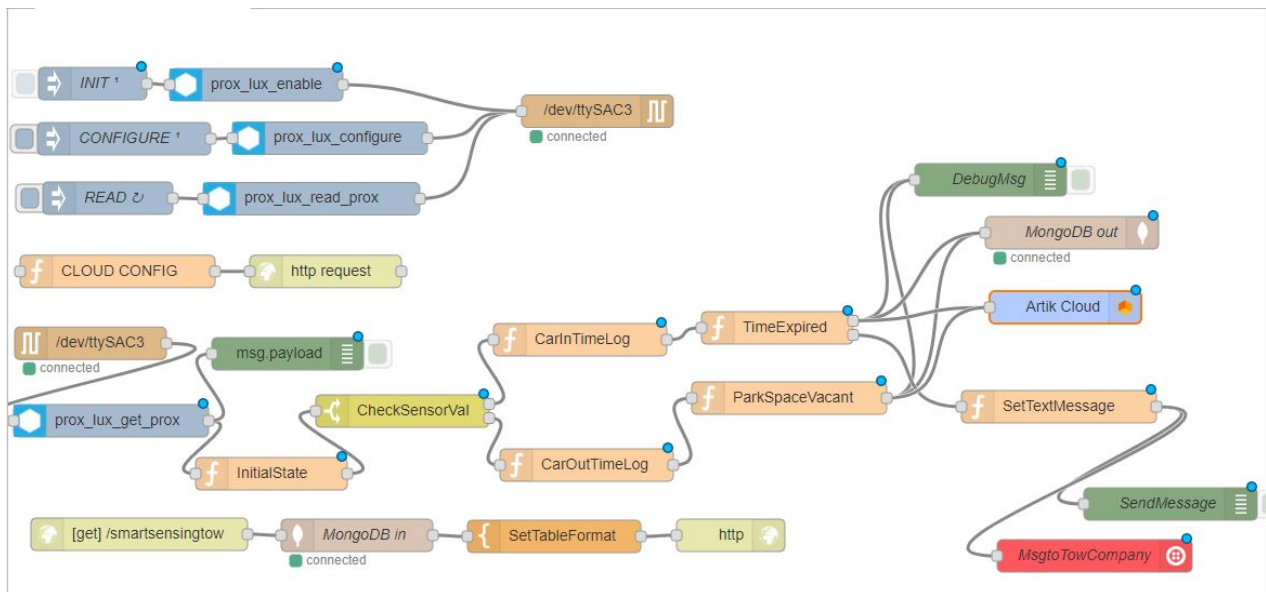 INIT ¹
prox_lux_enable
/dev/ttySAC3
connected
CONFIGURE ¹
prox_lux_configure
READ ↻
prox_lux_read_prox
DebugMsg
MongoDB out
connected
CLOUD CONFIG
http request
Artik Cloud
/dev/ttySAC3
connected
msg.payload
CarInTimeLog
TimeExpired
prox_lux_get_prox
CheckSensorVal
ParkSpaceVacant
SetTextMessage
InitialState
CarOutTimeLog
SendMessage
[get] /smartsensingtow
MongoDB in
connected
SetTableFormat
http
MsgtoTowCompany